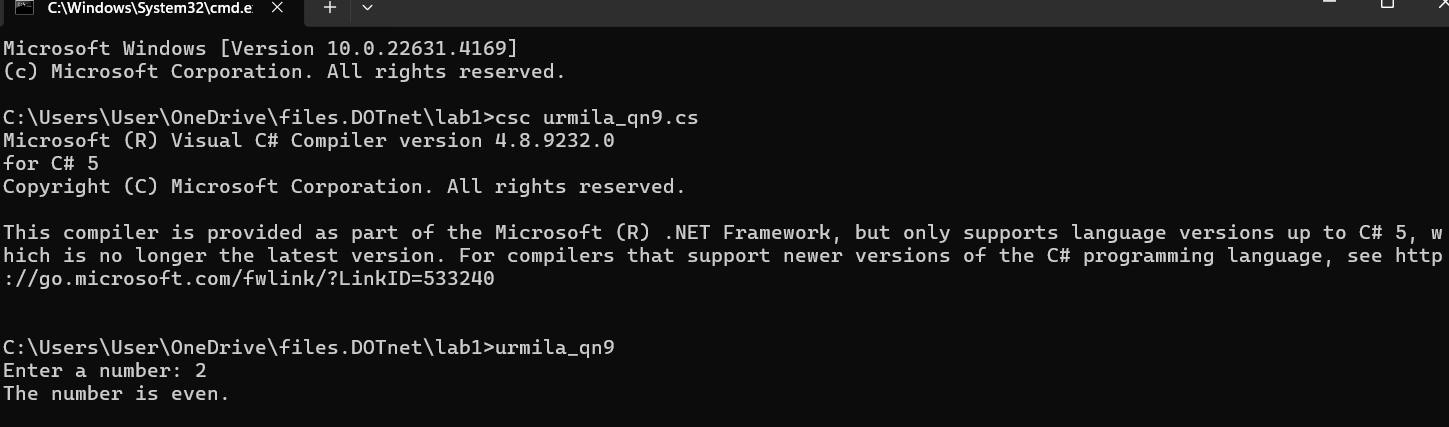 C:\Windows\System32\cmd.e
Microsoft Windows [Version 10.0.22631.4169]
(c) Microsoft Corporation. All rights reserved.
C:\Users\User\OneDrive\files.DOTnet\lab1>csc urmila_qn9.cs
Microsoft (R) Visual C# Compiler version 4.8.9232.0
for C# 5
Copyright (C) Microsoft Corporation. All rights reserved.
This compiler is provided as part of the Microsoft (R) .NET Framework, but only supports language versions up to C# 5, w
hich is no longer the latest version. For compilers that support newer versions of the C# programming language, see http
://go.microsoft.com/fwlink/?LinkID=533240
C:\Users\User\OneDrive\files.DOTnet\lab1>urmila_qn9
Enter a number: 2
The number is even.